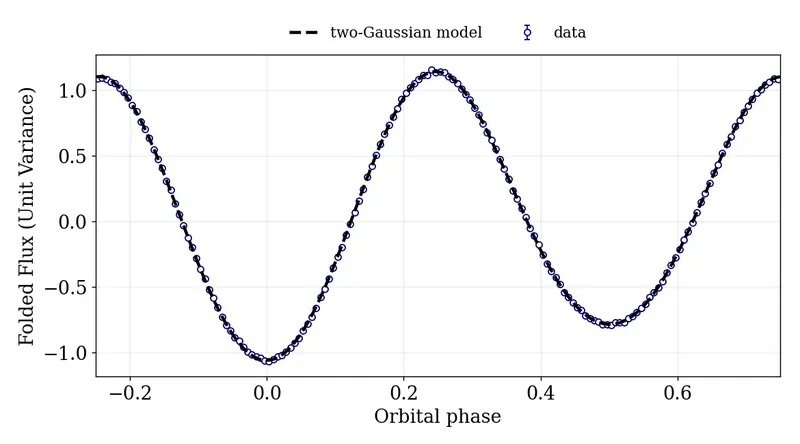 two-Gaussian model
data
Folded Flux (Unit Variance)
1.0
0.5
0.0
−0.5
−1.0
−0.2
0.0
0.2
0.4
0.6
Orbital phase